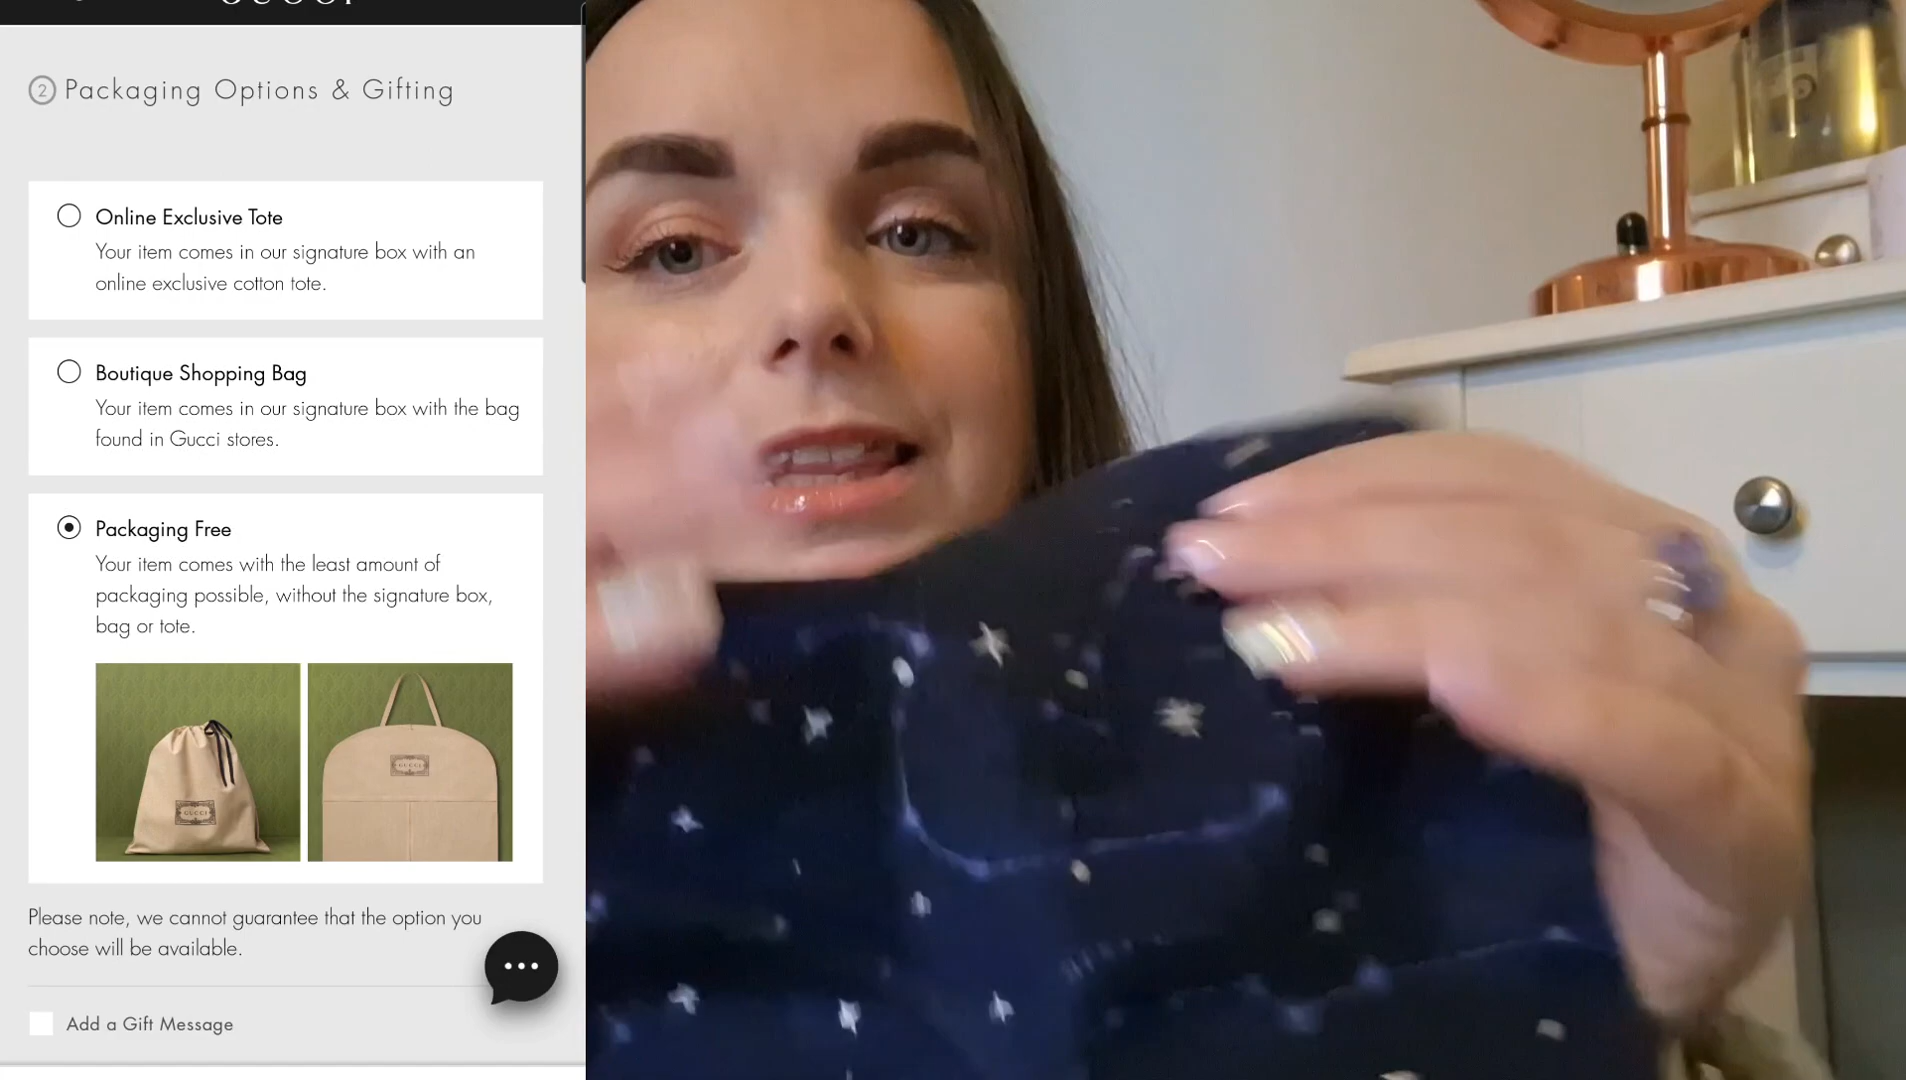 2 Packaging Options & Gifting
Online Exclusive Tote
Your item comes in our signature box with an
online exclusive cotton tote.
Boutique Shopping Bag
Your item comes in our signature box with the bag
found in Gucci stores.
Packaging Free
Your item comes with the least amount of
packaging possible, without the signature box,
bag or tote.
GUCCI
GUCCI
Please note, we cannot guarantee that the option you
choose will be available.
Add a Gift Message